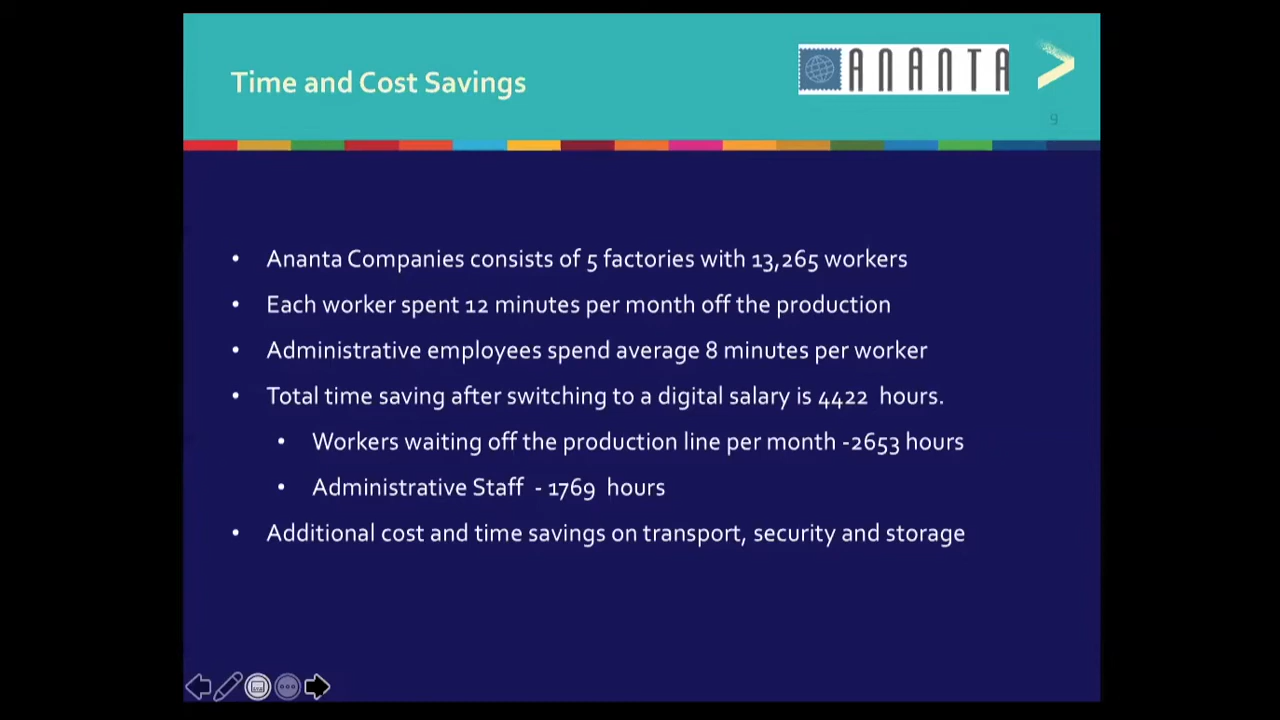 Time and Cost Savings
ANANTA
9
• Ananta Companies consists of 5 factories with 13,265 workers
• Each worker spent 12 minutes per month off the production
• Administrative employees spend average 8 minutes per worker
• Total time saving after switching to a digital salary is 4422 hours.
• Workers waiting off the production line per month -2653 hours
• Administrative Staff - 1769 hours
• Additional cost and time savings on transport, security and storage